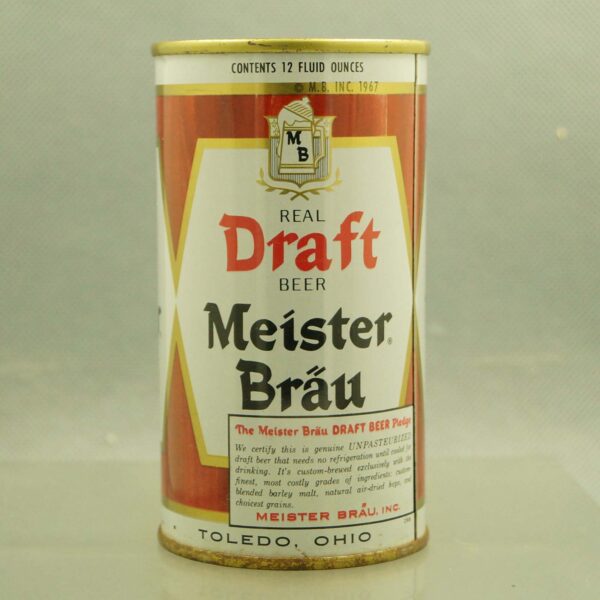 CONTENTS 12 FLUID OUNCES
© M.B. INC. 1967
M
B
REAL
Draft
BEER
Meister
Bräu
The Meister Bräu DRAFT BEER Pledge
We certify this is genuine UNPASTEURIZED
draft beer that needs no refrigeration until cooled for
drinking. It's custom-brewed exclusively with the
finest, most costly grades of ingredients:
blended barley malt, natural air-dried hops, and
choicest grains.
MEISTER BRÄU, INC.
TOLEDO, OHIO